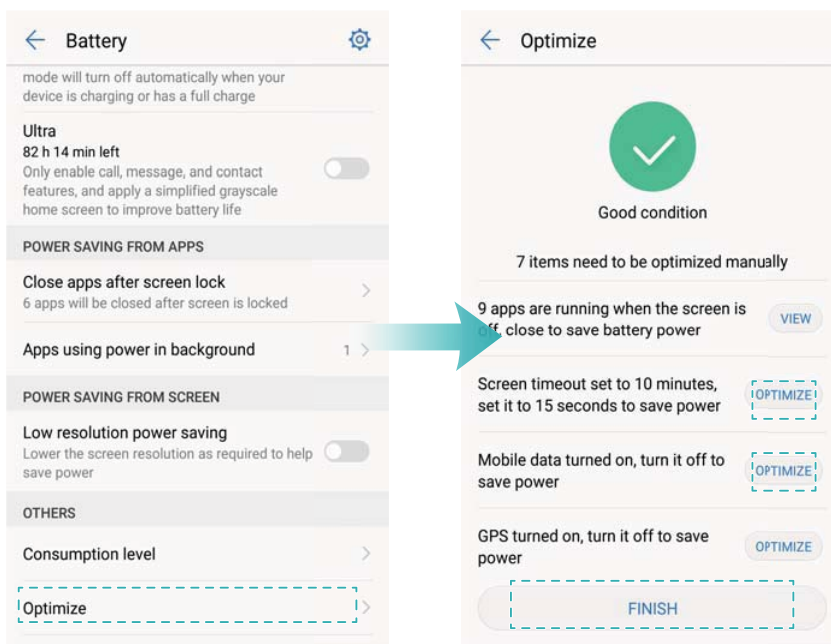 Battery
mode will turn off automatically when your
device is charging or has a full charge
Ultra
82 h 14 min left
Only enable call, message, and contact
features, and apply a simplified grayscale
home screen to improve battery life
POWER SAVING FROM APPS
Close apps after screen lock
6 apps will be closed after screen is locked
Apps using power in background
1
POWER SAVING FROM SCREEN
Low resolution power saving
Lower the screen resolution as required to help
save power
OTHERS
Consumption level
Optimize
Optimize
Good condition
7 items need to be optimized manually
9 apps are running when the screen is
off, close to save battery power
VIEW
Screen timeout set to 10 minutes,
set it to 15 seconds to save power
OPTIMIZE
Mobile data turned on, turn it off to
save power
OPTIMIZE
GPS turned on, turn it off to save
power
OPTIMIZE
FINISH